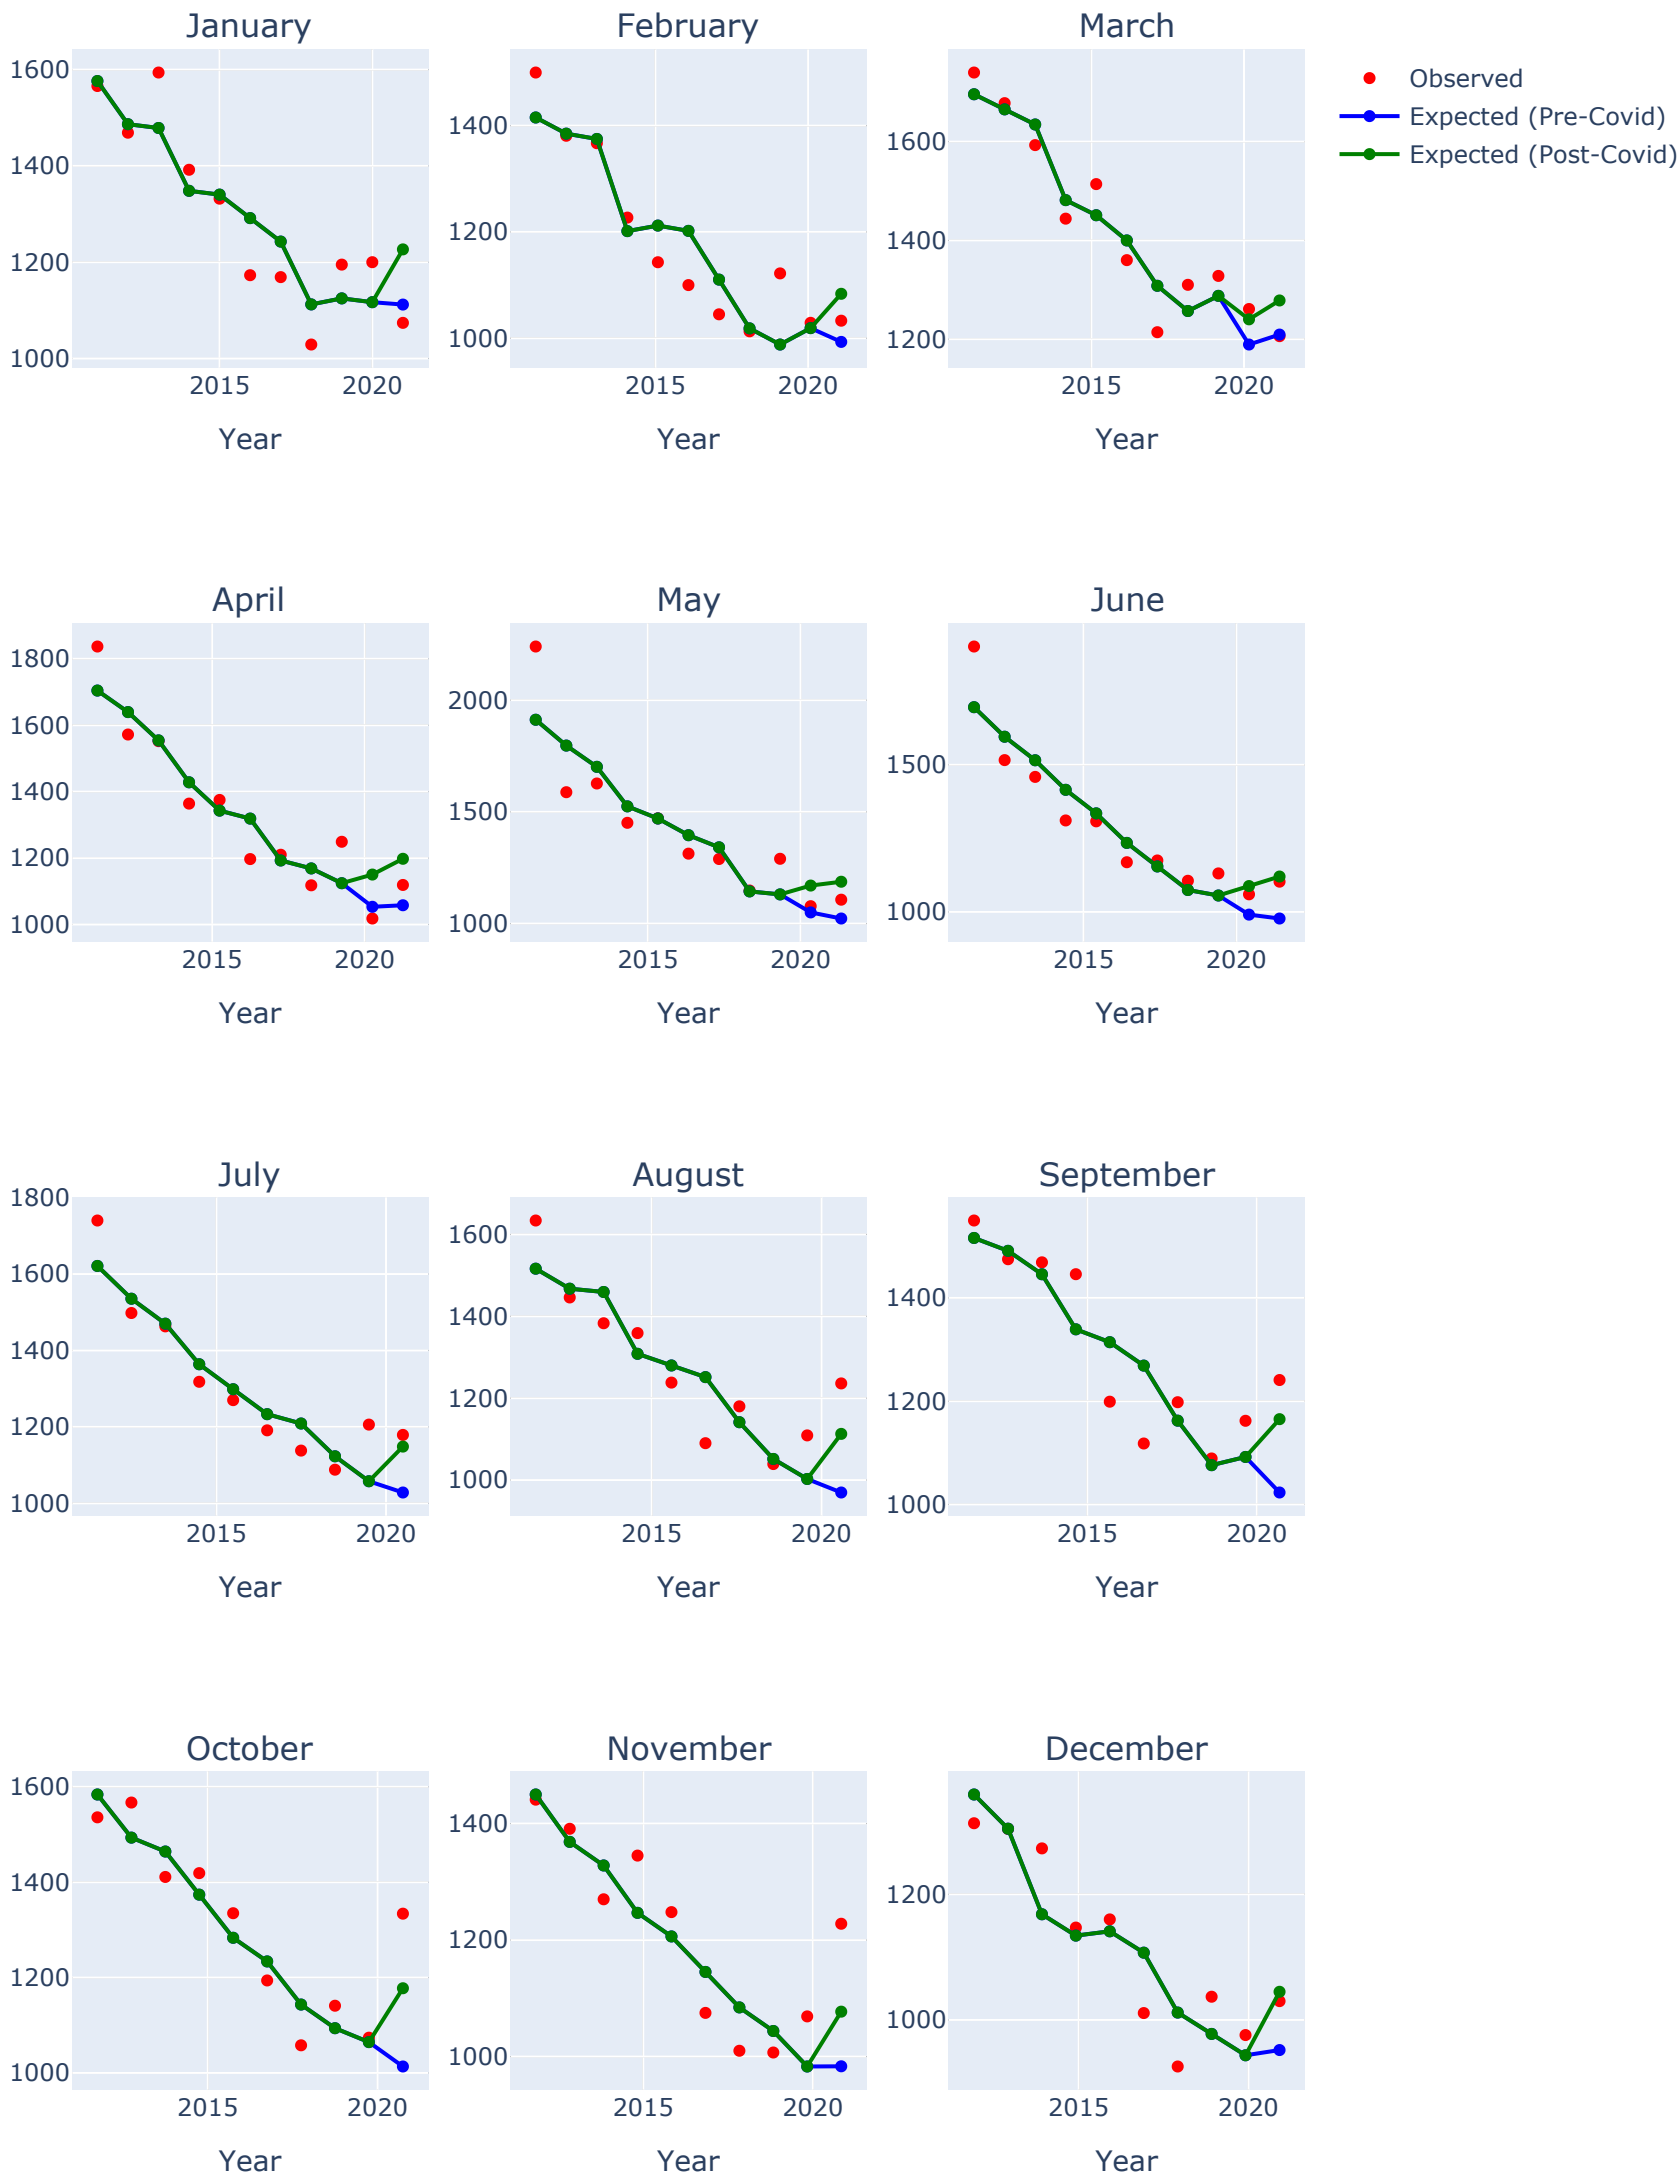 January
February
March
Observed
Expected (Pre-Covid)
Expected (Post-Covid)
1600
1400
1200
1000
2015
2020
Year
1400
1200
1000
2015
2020
Year
1600
1400
1200
2015
2020
Year
April
May
June
1800
1600
1400
1200
1000
2015
2020
Year
2000
1500
1000
2015
2020
Year
1500
1000
2015
2020
Year
July
August
September
1800
1600
1400
1200
1000
2015
2020
Year
1600
1400
1200
1000
2015
2020
Year
1400
1200
1000
2015
2020
Year
October
November
December
1600
1400
1200
1000
2015
2020
Year
1400
1200
1000
2015
2020
Year
1200
1000
2015
2020
Year